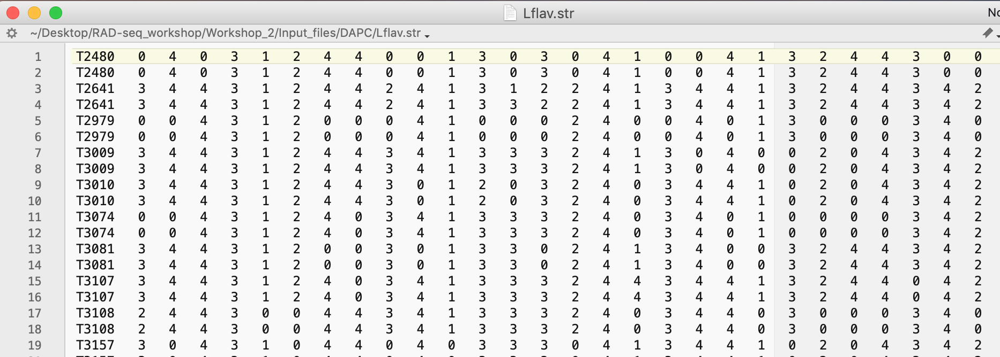 Lflav.str
No
~/Desktop/RAD-seq_workshop/Workshop_2/Input_files/DAPC/Lflav.str
1 T2480 0 4 0 3 1 2 4 4 0 0 1 3 0 3 0 4 1 0 0 4 1 3 2 4 4 3 0 0
2 T2480 0 4 0 3 1 2 4 4 0 0 1 3 0 3 0 4 1 0 0 4 1 3 2 4 4 3 0 0
3 T2641 3 4 4 3 1 2 4 4 2 4 1 3 1 2 2 4 1 3 4 4 1 3 2 4 4 3 4 2
4 T2641 3 4 4 3 1 2 4 4 2 4 1 3 3 2 2 4 1 3 4 4 1 3 2 4 4 3 4 2
5 T2979 0 0 4 3 1 2 0 0 0 4 1 0 0 0 2 4 0 0 4 0 1 3 0 0 0 3 4 0
6 T2979 0 0 4 3 1 2 0 0 0 4 1 0 0 0 2 4 0 0 4 0 1 3 0 0 0 3 4 0
7 T3009 3 4 4 3 1 2 4 4 3 4 1 3 3 3 2 4 1 3 0 4 0 0 2 0 4 3 4 2
8 T3009 3 4 4 3 1 2 4 4 3 4 1 3 3 3 2 4 1 3 0 4 0 0 2 0 4 3 4 2
9 T3010 3 4 4 3 1 2 4 4 3 0 1 2 0 3 2 4 0 3 4 4 1 0 2 0 4 3 4 2
10 T3010 3 4 4 3 1 2 4 4 3 0 1 2 0 3 2 4 0 3 4 4 1 0 2 0 4 3 4 2
11 T3074 0 0 4 3 1 2 4 0 3 4 1 3 3 3 2 4 0 3 4 0 1 0 0 0 0 3 4 2
12 T3074 0 0 4 3 1 2 4 0 3 4 1 3 3 3 2 4 0 3 4 0 1 0 0 0 0 3 4 2
13 T3081 3 4 4 3 1 2 0 0 3 0 1 3 3 0 2 4 1 3 4 0 0 3 2 4 4 3 4 2
14 T3081 3 4 4 3 1 2 0 0 3 0 1 3 3 0 2 4 1 3 4 0 0 3 2 4 4 3 4 2
15 T3107 3 4 4 3 1 2 4 0 3 4 1 3 3 3 2 4 4 3 4 4 1 3 2 4 4 0 4 2
16 T3107 3 4 4 3 1 2 4 0 3 4 1 3 3 3 2 4 4 3 4 4 1 3 2 4 4 0 4 2
17 T3108 2 4 4 3 0 0 4 4 3 4 1 3 3 3 2 4 0 3 4 4 0 3 0 0 0 3 4 0
18 T3108 2 4 4 3 0 0 4 4 3 4 1 3 3 3 2 4 0 3 4 4 0 3 0 0 0 3 4 0
19 T3157 3 0 4 3 1 0 4 4 0 4 0 3 3 3 0 4 1 3 4 4 1 0 2 0 4 3 4 2